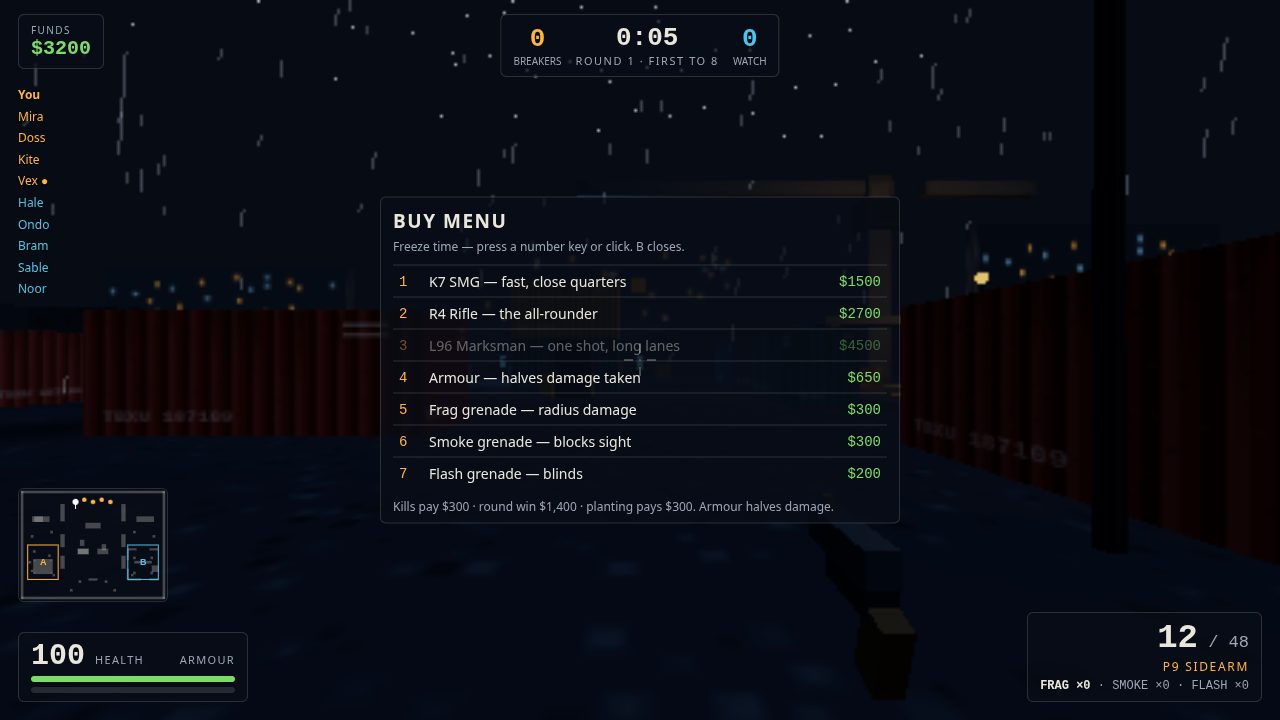 FUNDS
$3200
0 0:05 0
BREAKERS ROUND 1 · FIRST TO 8 WATCH
You
Mira
Doss
Kite
Vex ●
Hale
Ondo
Bram
Sable
Noor
BUY MENU
Freeze time — press a number key or click. B closes.
1 K7 SMG — fast, close quarters $1500
2 R4 Rifle — the all-rounder $2700
3 L96 Marksman — one shot, long lanes $4500
4 Armour — halves damage taken $650
5 Frag grenade — radius damage $300
6 Smoke grenade — blocks sight $300
7 Flash grenade — blinds $200
Kills pay $300 · round win $1,400 · planting pays $300. Armour halves damage.
TBXU 187109
TBXU 187109
A B
100 HEALTH ARMOUR
12 / 48
P9 SIDEARM
FRAG ×0 · SMOKE ×0 · FLASH ×0